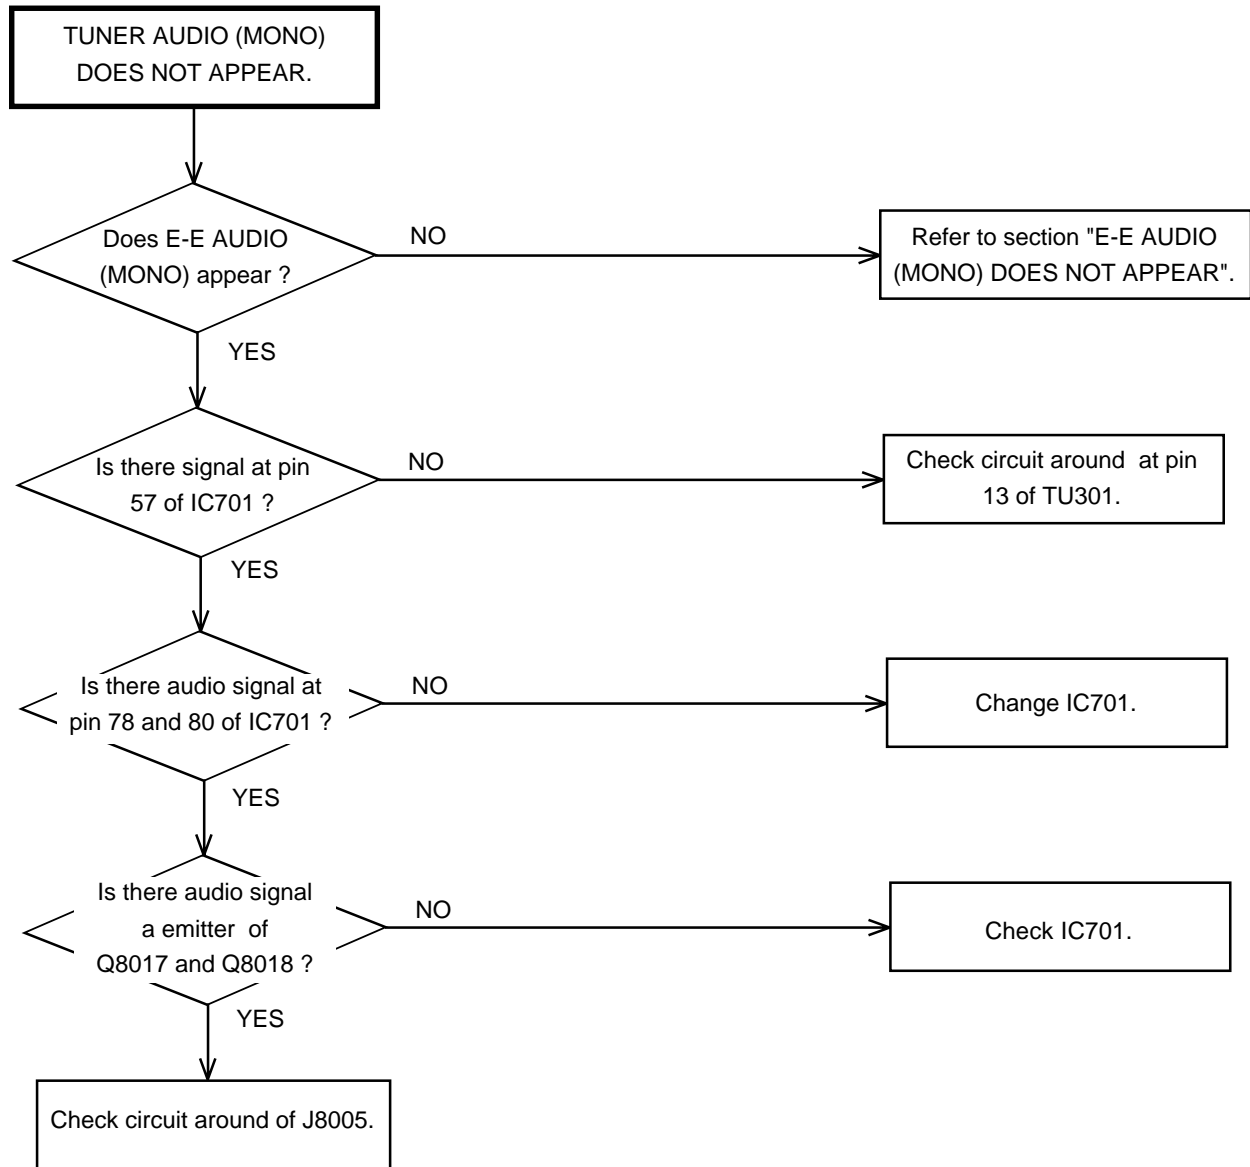 TUNER AUDIO (MONO)
DOES NOT APPEAR.
Does E-E AUDIO
(MONO) appear ?
NO
Refer to section "E-E AUDIO
(MONO) DOES NOT APPEAR".
YES
Is there signal at pin
57 of IC701 ?
NO
Check circuit around  at pin
13 of TU301.
YES
Is there audio signal at
pin 78 and 80 of IC701 ?
NO
Change IC701.
YES
Is there audio signal
a emitter  of
Q8017 and Q8018 ?
NO
Check IC701.
YES
Check circuit around of J8005.